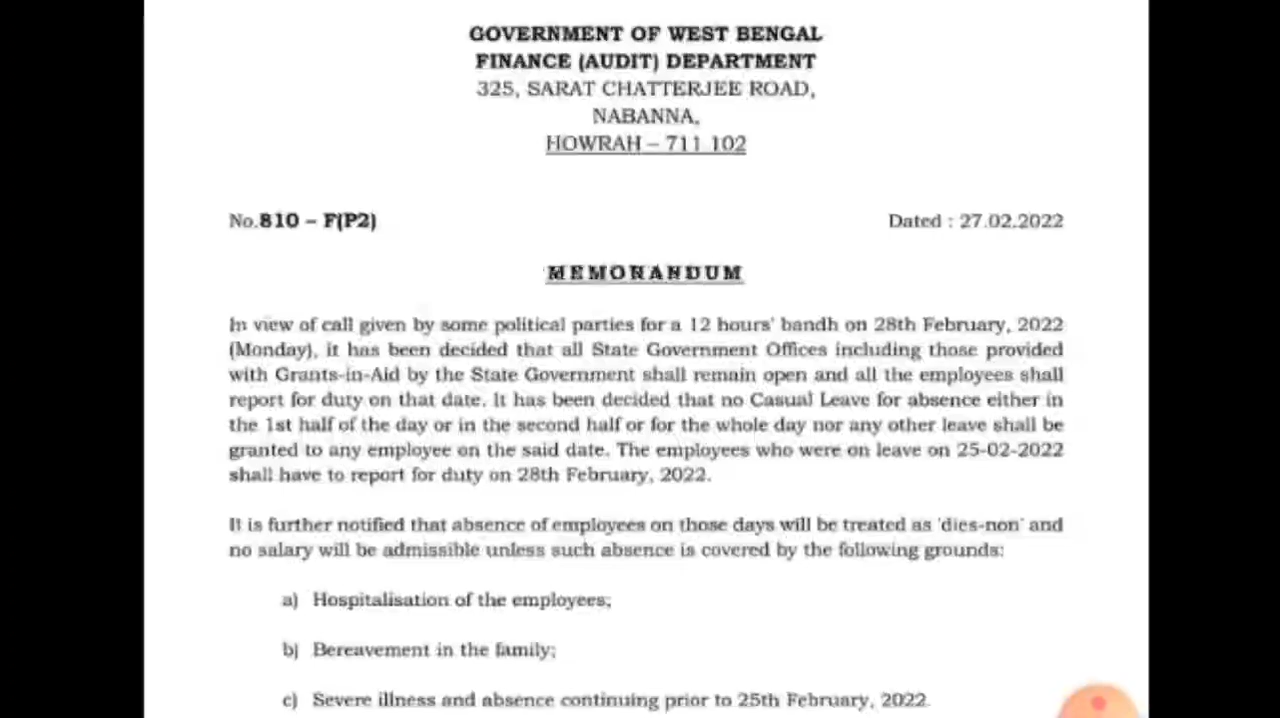 GOVERNMENT OF WEST BENGAL
FINANCE (AUDIT) DEPARTMENT
325, SARAT CHATTERJEE ROAD,
NABANNA,
HOWRAH – 711 102
No.810 – F(P2) Dated : 27.02.2022
MEMORANDUM
In view of call given by some political parties for a 12 hours' bandh on 28th February, 2022
(Monday), it has been decided that all State Government Offices including those provided
with Grants-in-Aid by the State Government shall remain open and all the employees shall
report for duty on that date. It has been decided that no Casual Leave for absence either in
the 1st half of the day or in the second half or for the whole day nor any other leave shall be
granted to any employee on the said date. The employees who were on leave on 25-02-2022
shall have to report for duty on 28th February, 2022.
It is further notified that absence of employees on those days will be treated as 'dies-non' and
no salary will be admissible unless such absence is covered by the following grounds:
a) Hospitalisation of the employees;
b) Bereavement in the family;
c) Severe illness and absence continuing prior to 25th February, 2022.